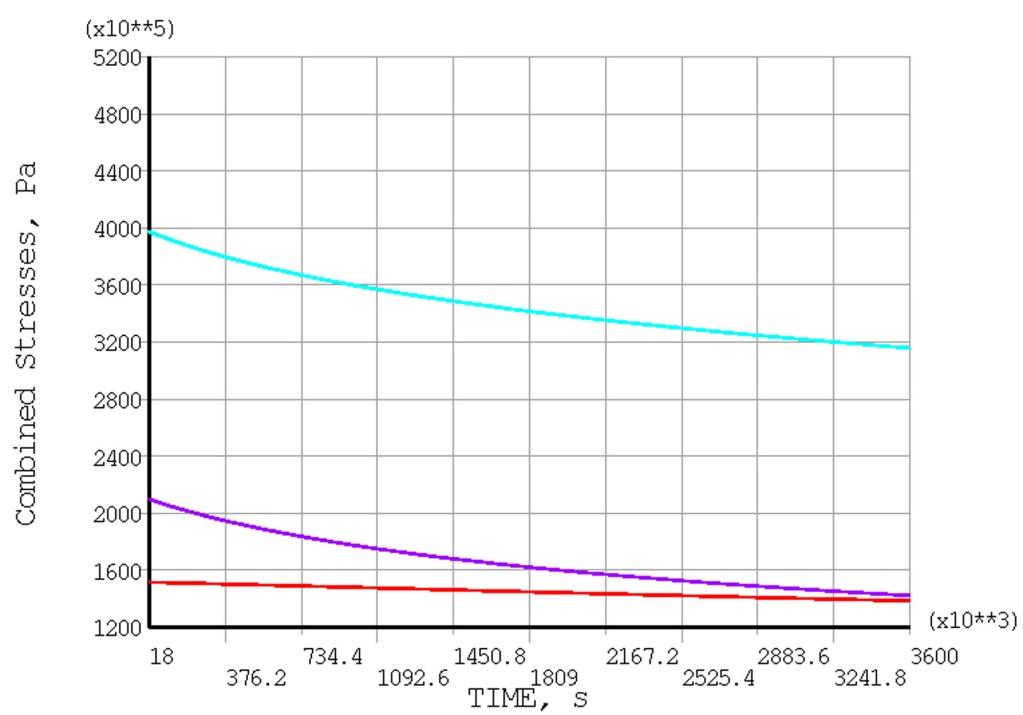 (x10**5)
5200
4800
4400
4000
3600
3200
2800
2400
2000
1600
1200
Combined Stresses, Pa
(x10**3)
18 734.4 1450.8 2167.2 2883.6 3600
376.2 1092.6 1809 2525.4 3241.8
TIME, s